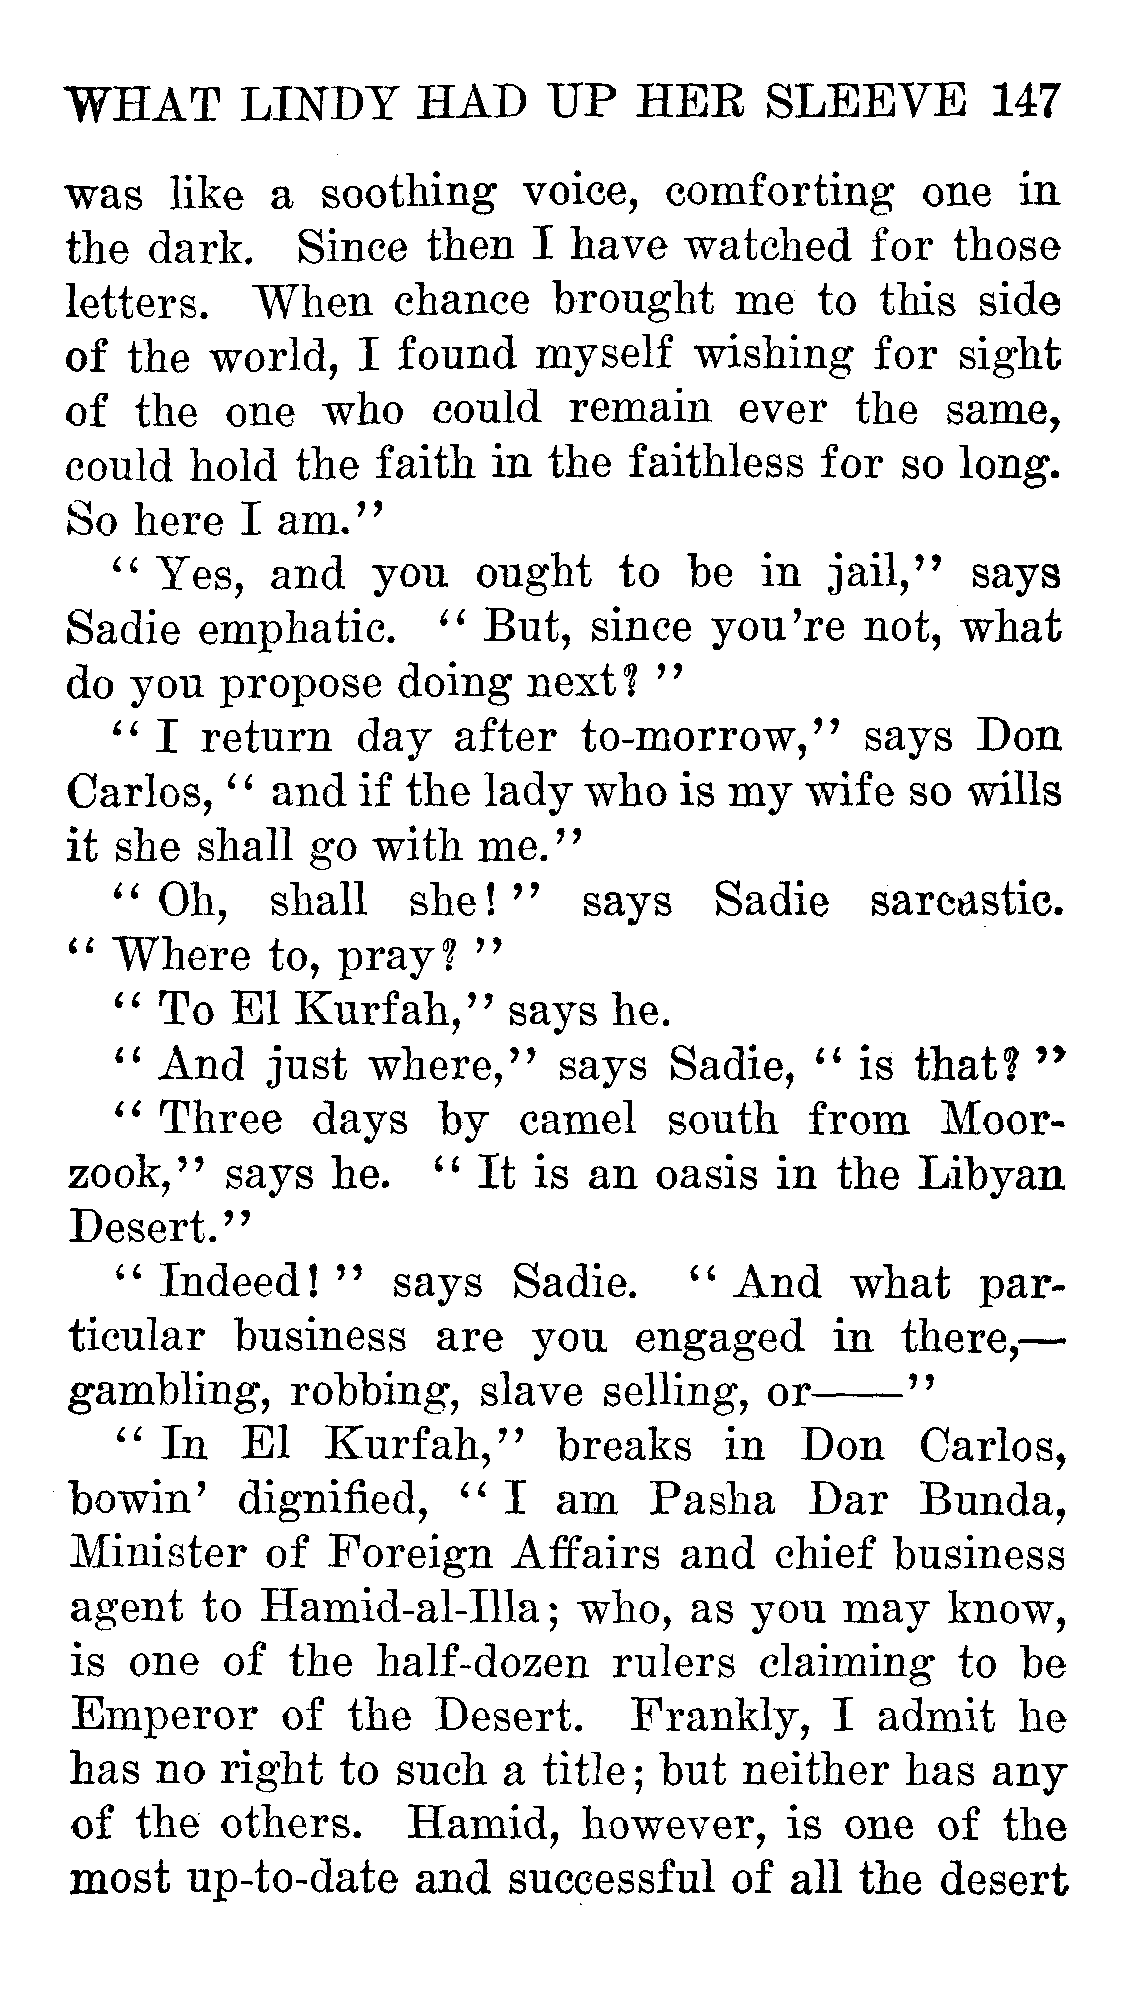 WHAT LINDY HAD UP HER SLEEVE 147
was like a soothing voice, comforting one in
the dark. Since then I have watched for those
letters. When chance brought me to this side
of the world, I found myself wishing for sight
of the one who could remain ever the same,
could hold the faith in the faithless for so long.
So here I am."
" Yes, and you ought to be in jail," says
Sadie emphatic. " But, since you're not, what
do you propose doing next? "
" I return day after to-morrow," says Don
Carlos, " and if the lady who is my wife so wills
it she shall go with me."
" Oh, shall she! " says Sadie sarcastic.
" Where to, pray? "
" To El Kurfah," says he.
" And just where," says Sadie, " is that? "
" Three days by camel south from Moor-
zook," says he. " It is an oasis in the Libyan
Desert."
" Indeed! " says Sadie. " And what par-
ticular business are you engaged in there,—
gambling, robbing, slave selling, or——"
" In El Kurfah," breaks in Don Carlos,
bowin' dignified, " I am Pasha Dar Bunda,
Minister of Foreign Affairs and chief business
agent to Hamid-al-Illa; who, as you may know,
is one of the half-dozen rulers claiming to be
Emperor of the Desert. Frankly, I admit he
has no right to such a title; but neither has any
of the others. Hamid, however, is one of the
most up-to-date and successful of all the desert